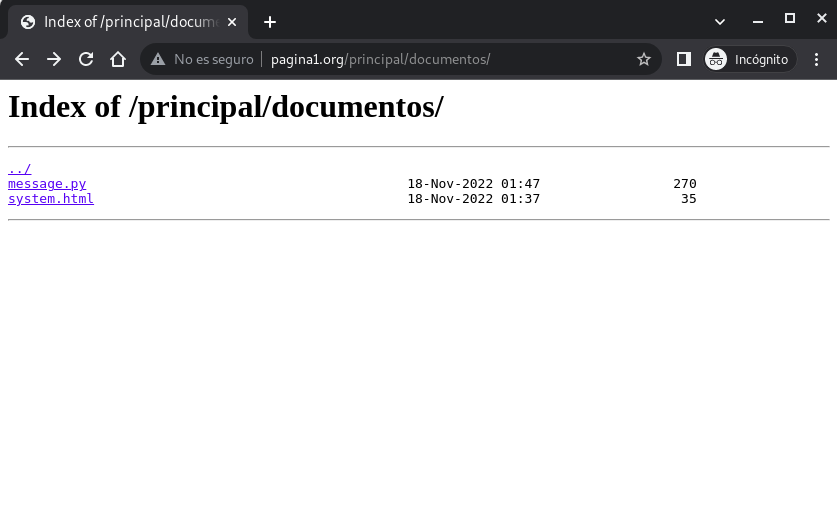 Index of /principal/docum
No es seguro pagina1.org/principal/documentos/ Incógnito
Index of /principal/documentos/
../
message.py 18-Nov-2022 01:47 270
system.html 18-Nov-2022 01:37 35